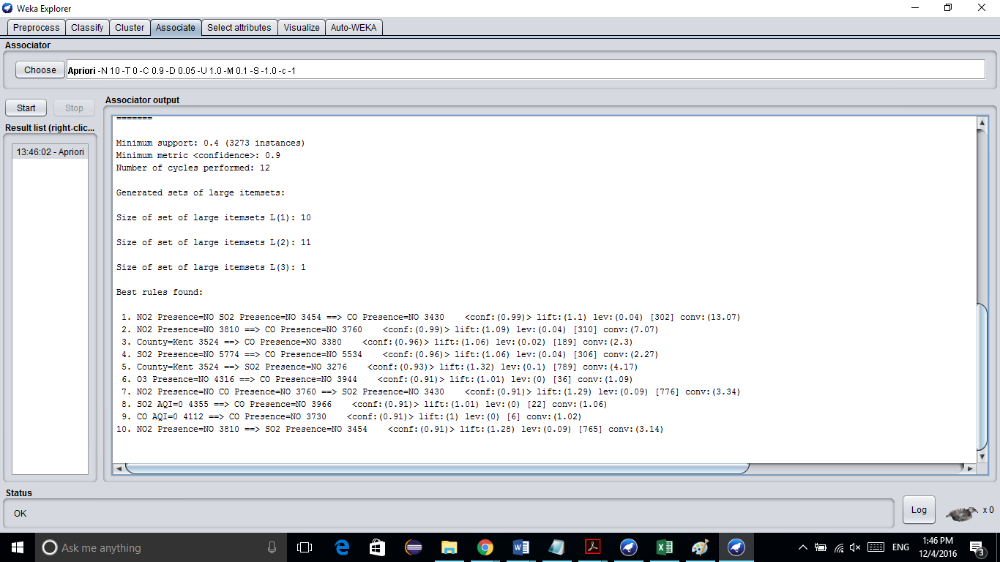 Weka Explorer
Preprocess Classify Cluster Associate Select attributes Visualize Auto-WEKA
Associator
Choose Apriori -N 10 -T 0 -C 0.9 -D 0.05 -U 1.0 -M 0.1 -S -1.0 -c -1
Start Stop
Result list (right-clic...
13:46:02 - Apriori
Associator output
=======
Minimum support: 0.4 (3273 instances)
Minimum metric <confidence>: 0.9
Number of cycles performed: 12
Generated sets of large itemsets:
Size of set of large itemsets L(1): 10
Size of set of large itemsets L(2): 11
Size of set of large itemsets L(3): 1
Best rules found:
1. NO2 Presence=NO SO2 Presence=NO 3454 ==> CO Presence=NO 3430 <conf:(0.99)> lift:(1.1) lev:(0.04) [302] conv:(13.07)
2. NO2 Presence=NO 3810 ==> CO Presence=NO 3760 <conf:(0.99)> lift:(1.09) lev:(0.04) [310] conv:(7.07)
3. County=Kent 3524 ==> CO Presence=NO 3380 <conf:(0.96)> lift:(1.06) lev:(0.02) [189] conv:(2.3)
4. SO2 Presence=NO 5774 ==> CO Presence=NO 5534 <conf:(0.96)> lift:(1.06) lev:(0.04) [306] conv:(2.27)
5. County=Kent 3524 ==> SO2 Presence=NO 3276 <conf:(0.93)> lift:(1.32) lev:(0.1) [789] conv:(4.17)
6. O3 Presence=NO 4316 ==> CO Presence=NO 3944 <conf:(0.91)> lift:(1.01) lev:(0) [36] conv:(1.09)
7. NO2 Presence=NO CO Presence=NO 3760 ==> SO2 Presence=NO 3430 <conf:(0.91)> lift:(1.29) lev:(0.09) [776] conv:(3.34)
8. SO2 AQI=0 4355 ==> CO Presence=NO 3966 <conf:(0.91)> lift:(1.01) lev:(0) [22] conv:(1.06)
9. CO AQI=0 4112 ==> CO Presence=NO 3730 <conf:(0.91)> lift:(1) lev:(0) [6] conv:(1.02)
10. NO2 Presence=NO 3810 ==> SO2 Presence=NO 3454 <conf:(0.91)> lift:(1.28) lev:(0.09) [765] conv:(3.14)
Status
OK
Log
x 0
Ask me anything
ENG
1:46 PM
12/4/2016
3